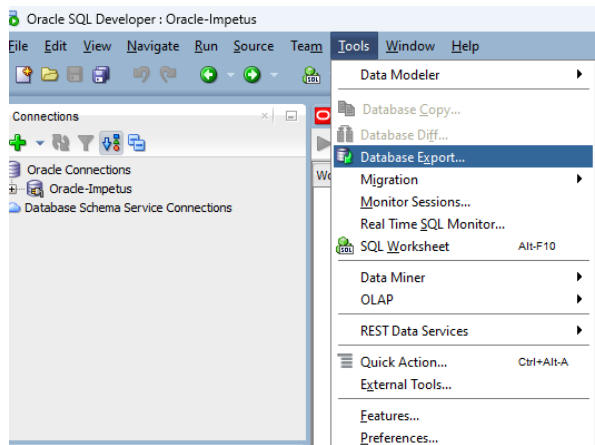 Oracle SQL Developer : Oracle-Impetus
File Edit View Navigate Run Source Team Tools Window Help
SQL
Connections
Oracle Connections
Oracle-Impetus
Database Schema Service Connections
Data Modeler
Database Copy...
Database Diff...
Database Export...
Migration
Monitor Sessions...
Real Time SQL Monitor...
SQL Worksheet Alt-F10
Data Miner
OLAP
REST Data Services
Quick Action... Ctrl+Alt-A
External Tools...
Features...
Preferences...